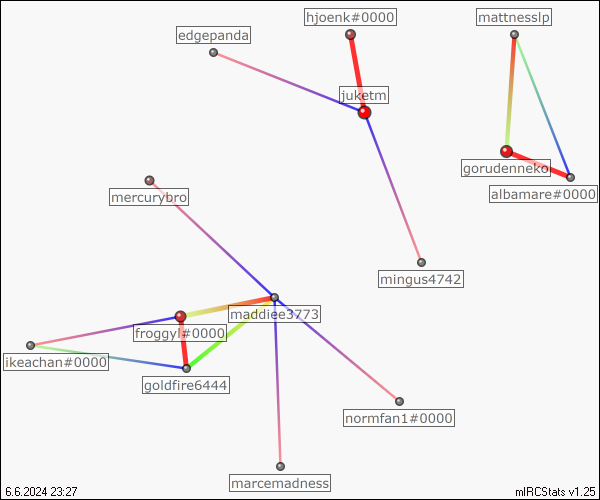 hjoenk#0000
mattnesslp
edgepanda
juketm
gorudenneko
albamare#0000
mercurybro
mingus4742
maddiee3773
froggyl#0000
ikeachan#0000
goldfire6444
normfan1#0000
marcemadness
6.6.2024 23:27
mIRCStats v1.25